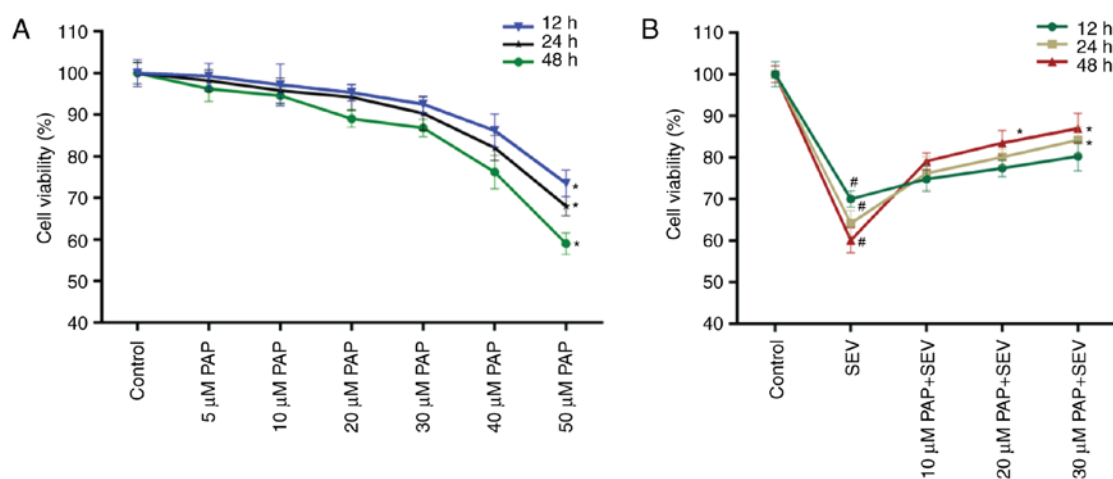 A
Cell viability (%)
110
100
90
80
70
60
50
40
12 h
24 h
48 h
*
*
*
Control
5 μM PAP
10 μM PAP
20 μM PAP
30 μM PAP
40 μM PAP
50 μM PAP
B
Cell viability (%)
110
100
90
80
70
60
50
40
12 h
24 h
48 h
#
#
#
*
*
*
Control
SEV
10 μM PAP+SEV
20 μM PAP+SEV
30 μM PAP+SEV